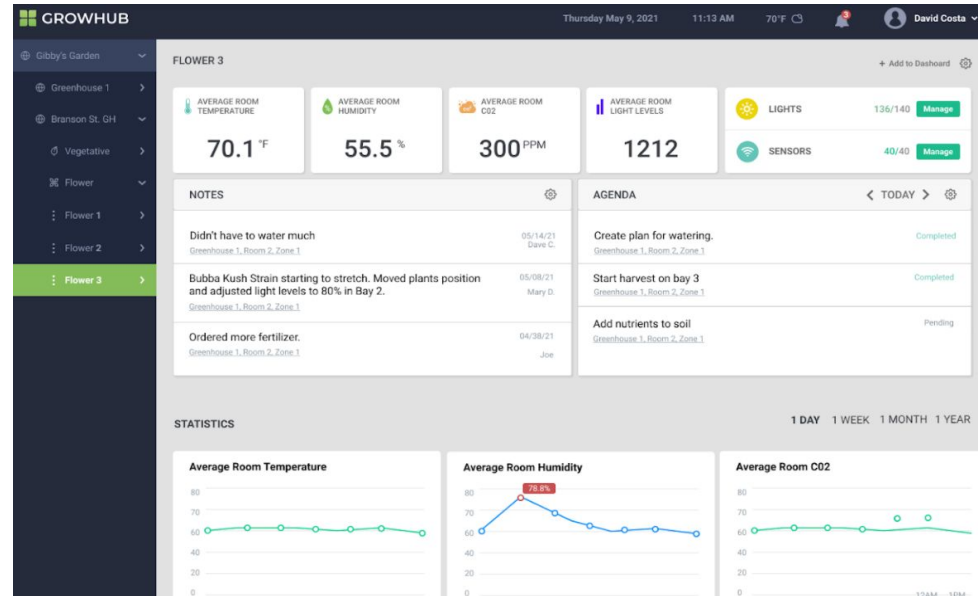 GROWHUB
Thursday May 9, 2021 11:13 AM 70°F David Costa
3
Gibby's Garden
Greenhouse 1
Branson St. GH
Vegetative
Flower
Flower 1
Flower 2
Flower 3
FLOWER 3
+ Add to Dashoard
AVERAGE ROOM
TEMPERATURE
70.1 °F
AVERAGE ROOM
HUMIDITY
55.5 %
AVERAGE ROOM
C02
300 PPM
AVERAGE ROOM
LIGHT LEVELS
1212
LIGHTS 136/140 Manage
SENSORS 40/40 Manage
NOTES
Didn't have to water much 05/14/21
Greenhouse 1, Room 2, Zone 1 Dave C.
Bubba Kush Strain starting to stretch. Moved plants position 05/08/21
and adjusted light levels to 80% in Bay 2. Mary D.
Greenhouse 1, Room 2, Zone 1
Ordered more fertilizer. 04/38/21
Greenhouse 1, Room 2, Zone 1 Joe
AGENDA < TODAY >
Create plan for watering. Completed
Greenhouse 1, Room 2, Zone 1
Start harvest on bay 3 Completed
Greenhouse 1, Room 2, Zone 1
Add nutrients to soil Pending
Greenhouse 1, Room 2, Zone 1
STATISTICS 1 DAY 1 WEEK 1 MONTH 1 YEAR
Average Room Temperature
80
70
60
40
20
0
Average Room Humidity
78.8%
80
70
60
40
20
0
Average Room C02
80
70
60
40
20
0
12AM 1PM